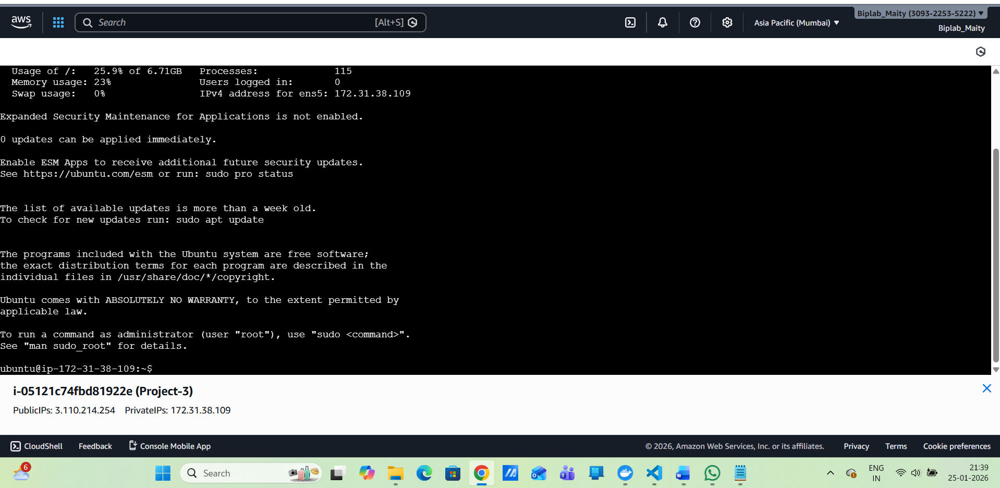 aws
Search [Alt+S]
Asia Pacific (Mumbai) ▼
Biplab_Maity (3093-2253-5222) ▼
Biplab_Maity
Usage of /: 25.9% of 6.71GB Processes: 115
Memory usage: 23% Users logged in: 0
Swap usage: 0% IPv4 address for ens5: 172.31.38.109
Expanded Security Maintenance for Applications is not enabled.
0 updates can be applied immediately.
Enable ESM Apps to receive additional future security updates.
See https://ubuntu.com/esm or run: sudo pro status
The list of available updates is more than a week old.
To check for new updates run: sudo apt update
The programs included with the Ubuntu system are free software;
the exact distribution terms for each program are described in the
individual files in /usr/share/doc/*/copyright.
Ubuntu comes with ABSOLUTELY NO WARRANTY, to the extent permitted by
applicable law.
To run a command as administrator (user "root"), use "sudo <command>".
See "man sudo_root" for details.
ubuntu@ip-172-31-38-109:~$
i-05121c74fbd81922e (Project-3)
PublicIPs: 3.110.214.254 PrivateIPs: 172.31.38.109
CloudShell Feedback Console Mobile App © 2026, Amazon Web Services, Inc. or its affiliates. Privacy Terms Cookie preferences
6
Search
ENG
IN
21:39
25-01-2026